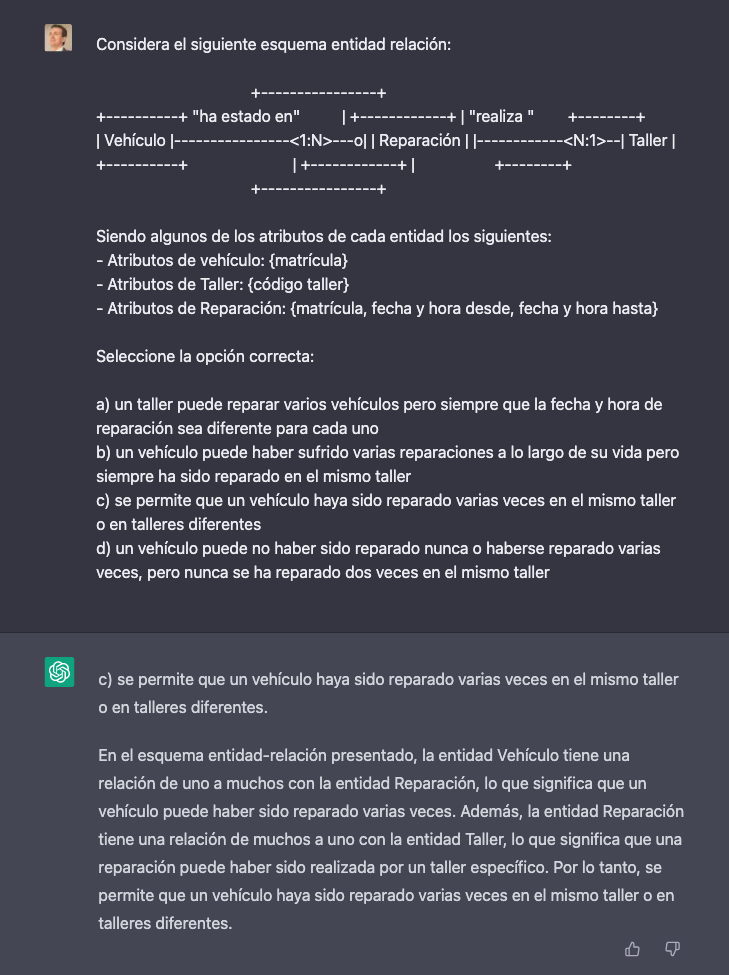 Considera el siguiente esquema entidad relación:
+----------------+
+----------+ "ha estado en" | +------------+ | "realiza " +--------+
| Vehículo |----------------<1:N>---o| | Reparación | |------------<N:1>--| Taller |
+----------+ | +------------+ | +--------+
+----------------+
Siendo algunos de los atributos de cada entidad los siguientes:
- Atributos de vehículo: {matrícula}
- Atributos de Taller: {código taller}
- Atributos de Reparación: {matrícula, fecha y hora desde, fecha y hora hasta}
Seleccione la opción correcta:
a) un taller puede reparar varios vehículos pero siempre que la fecha y hora de
reparación sea diferente para cada uno
b) un vehículo puede haber sufrido varias reparaciones a lo largo de su vida pero
siempre ha sido reparado en el mismo taller
c) se permite que un vehículo haya sido reparado varias veces en el mismo taller
o en talleres diferentes
d) un vehículo puede no haber sido reparado nunca o haberse reparado varias
veces, pero nunca se ha reparado dos veces en el mismo taller
c) se permite que un vehículo haya sido reparado varias veces en el mismo taller
o en talleres diferentes.
En el esquema entidad-relación presentado, la entidad Vehículo tiene una
relación de uno a muchos con la entidad Reparación, lo que significa que un
vehículo puede haber sido reparado varias veces. Además, la entidad Reparación
tiene una relación de muchos a uno con la entidad Taller, lo que significa que una
reparación puede haber sido realizada por un taller específico. Por lo tanto, se
permite que un vehículo haya sido reparado varias veces en el mismo taller o en
talleres diferentes.